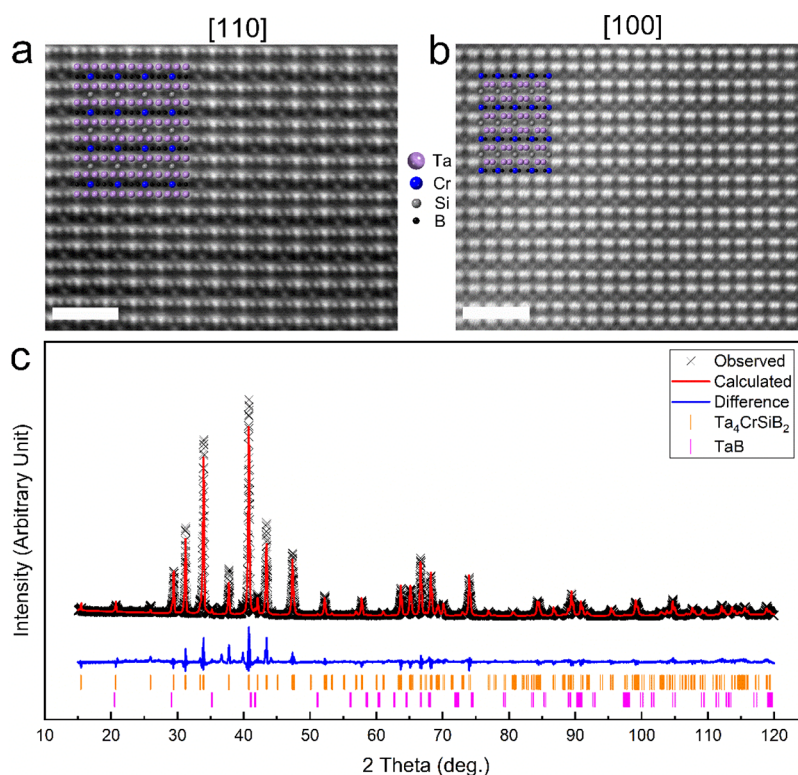 [110]
[100]
a
b
Ta
Cr
Si
B
c
Observed
Calculated
Difference
Ta₄CrSiB₂
TaB
Intensity (Arbitrary Unit)
10 20 30 40 50 60 70 80 90 100 110 120
2 Theta (deg.)